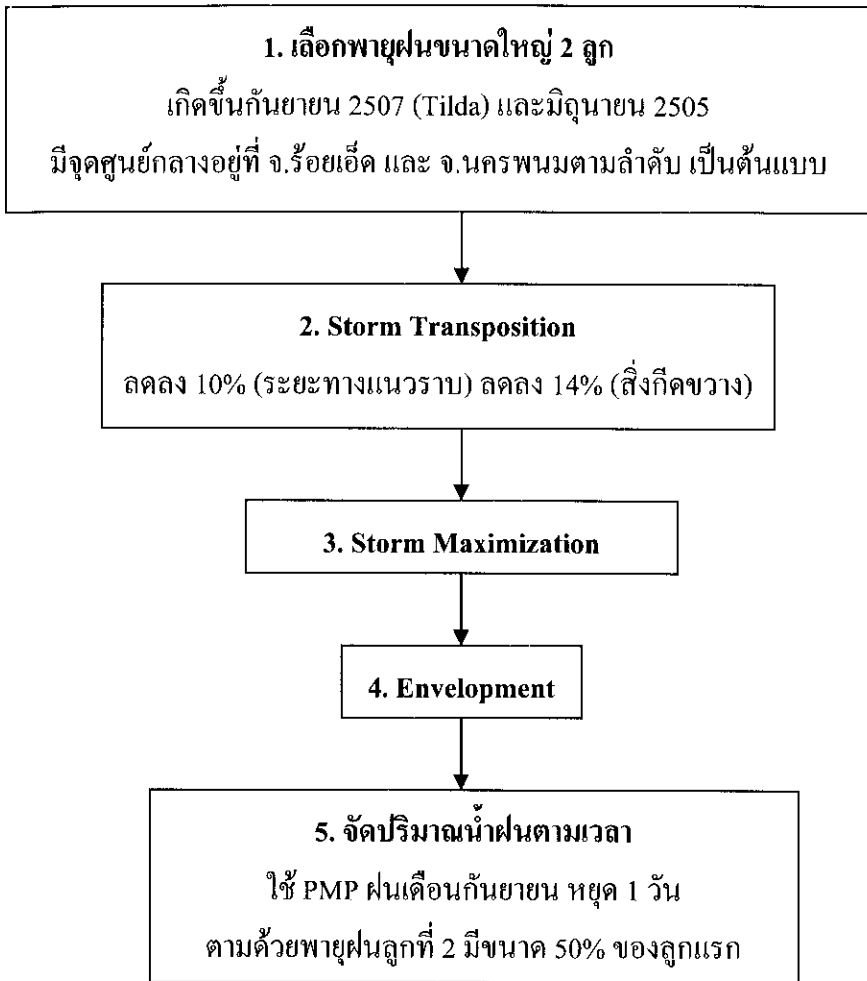 1. เลือกพายุฝนขนาดใหญ่ 2 ลูก
เกิดขึ้นกันยายน 2507 (Tilda) และมิถุนายน 2505
มีจุดศูนย์กลางอยู่ที่ จ.ร้อยเอ็ด และ จ.นครพนมตามลำดับ เป็นต้นแบบ
2. Storm Transposition
ลดลง 10% (ระยะทางแนวราบ) ลดลง 14% (สิ่งกีดขวาง)
3. Storm Maximization
4. Envelopment
5. จัดปริมาณน้ำฝนตามเวลา
ใช้ PMP ฝนเดือนกันยายน หยุด 1 วัน
ตามด้วยพายุฝนลูกที่ 2 มีขนาด 50% ของลูกแรก